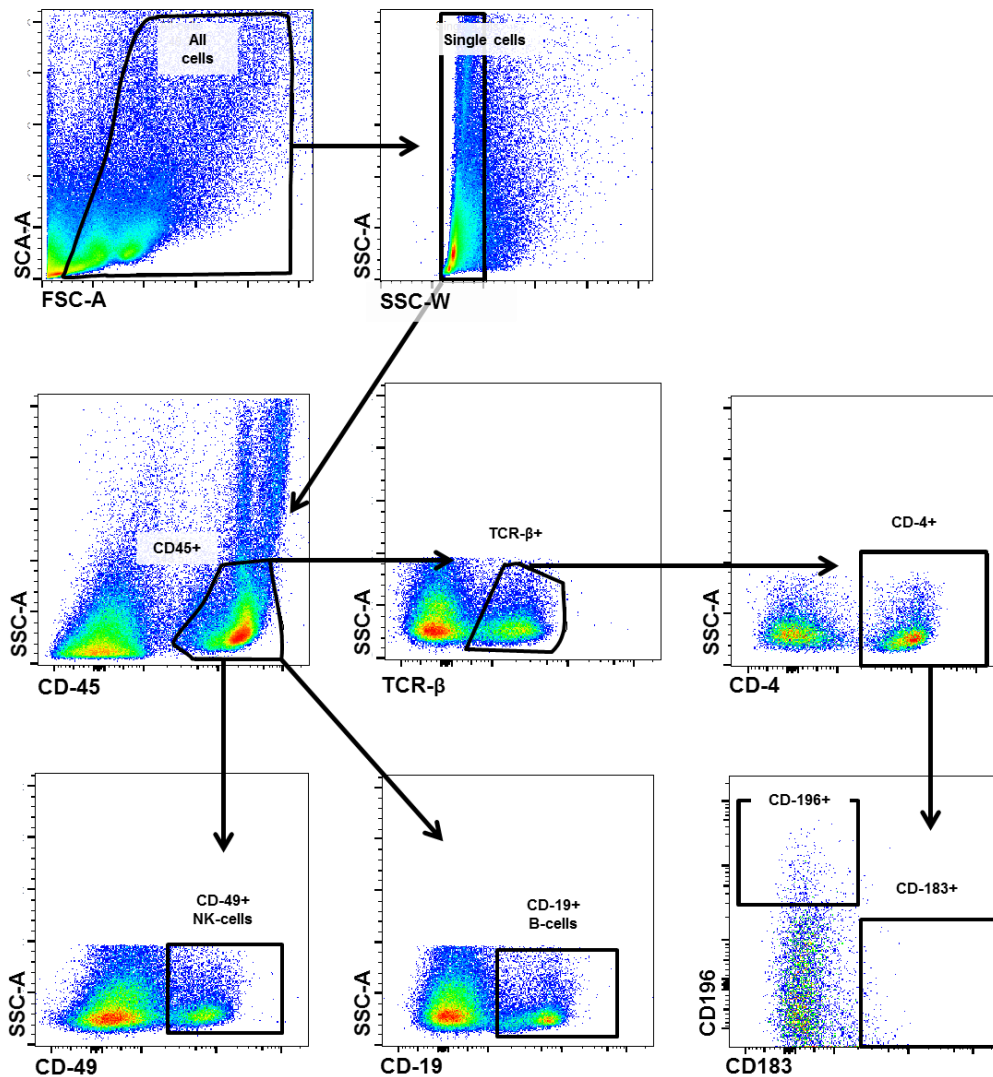 All
cells
SCA-A
FSC-A
Single cells
SSC-A
SSC-W
CD45+
SSC-A
CD-45
TCR-β+
SSC-A
TCR-β
CD-4+
SSC-A
CD-4
CD-49+
NK-cells
SSC-A
CD-49
CD-19+
B-cells
SSC-A
CD-19
CD-196+
CD-183+
CD196
CD183